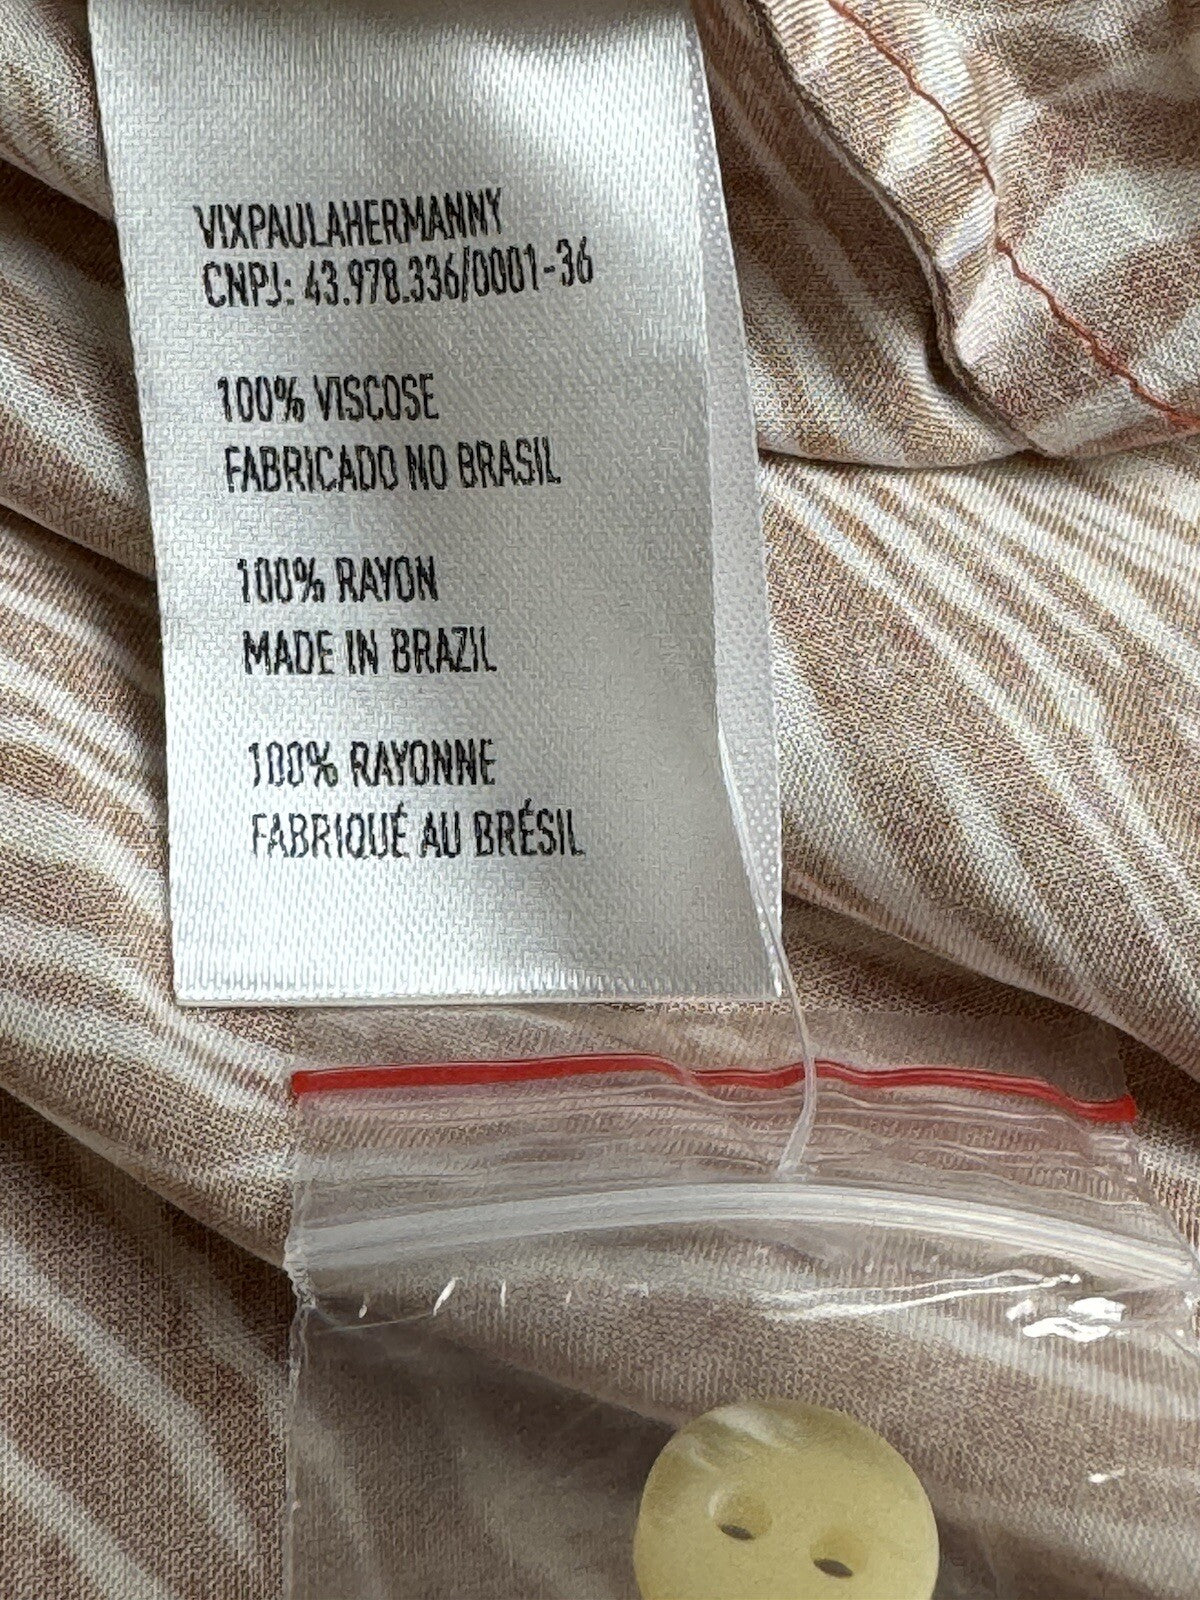 VIXPAULAHERMANNY
CNPJ: 43.978.336/0001-36
100% VISCOSE
FABRICADO NO BRASIL
100% RAYON
MADE IN BRAZIL
100% RAYONNE
FABRIQUÉ AU BRÉSIL